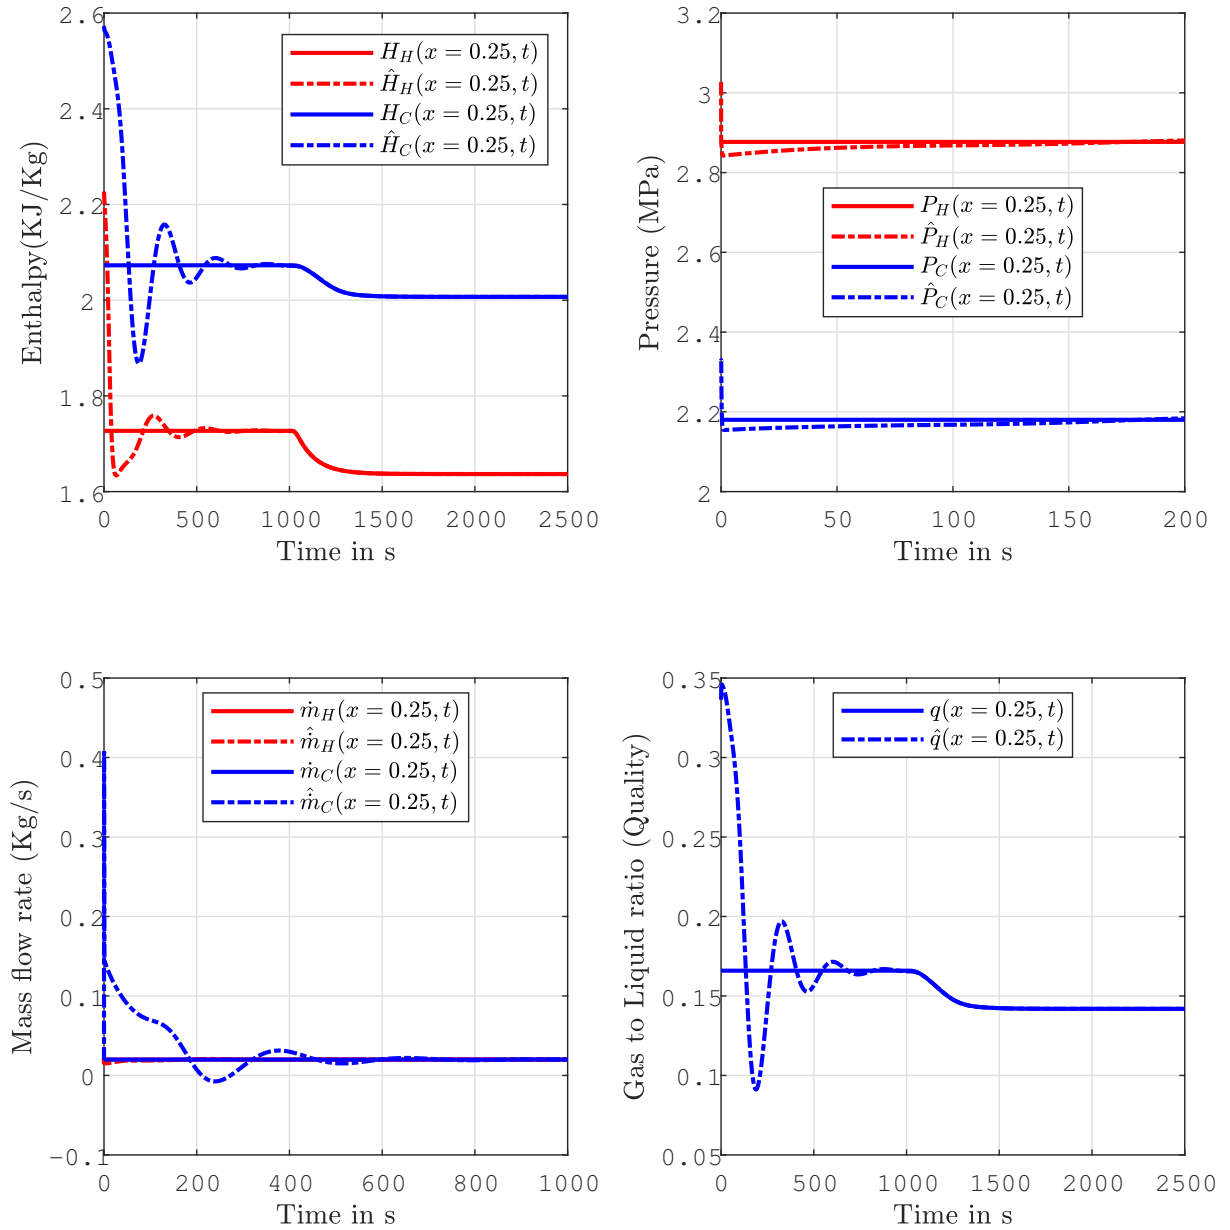 2.6
2.4
2.2
2
1.8
1.6
Enthalpy(KJ/Kg)
H_H(x = 0.25, t)
Ĥ_H(x = 0.25, t)
H_C(x = 0.25, t)
Ĥ_C(x = 0.25, t)
0 500 1000 1500 2000 2500
Time in s
3.2
3
2.8
2.6
2.4
2.2
2
Pressure (MPa)
P_H(x = 0.25, t)
P̂_H(x = 0.25, t)
P_C(x = 0.25, t)
P̂_C(x = 0.25, t)
0 50 100 150 200
Time in s
0.5
0.4
0.3
0.2
0.1
0
-0.1
Mass flow rate (Kg/s)
ṁ_H(x = 0.25, t)
ṁ̂_H(x = 0.25, t)
ṁ_C(x = 0.25, t)
ṁ̂_C(x = 0.25, t)
0 200 400 600 800 1000
Time in s
0.35
0.3
0.25
0.2
0.15
0.1
0.05
Gas to Liquid ratio (Quality)
q(x = 0.25, t)
q̂(x = 0.25, t)
0 500 1000 1500 2000 2500
Time in s